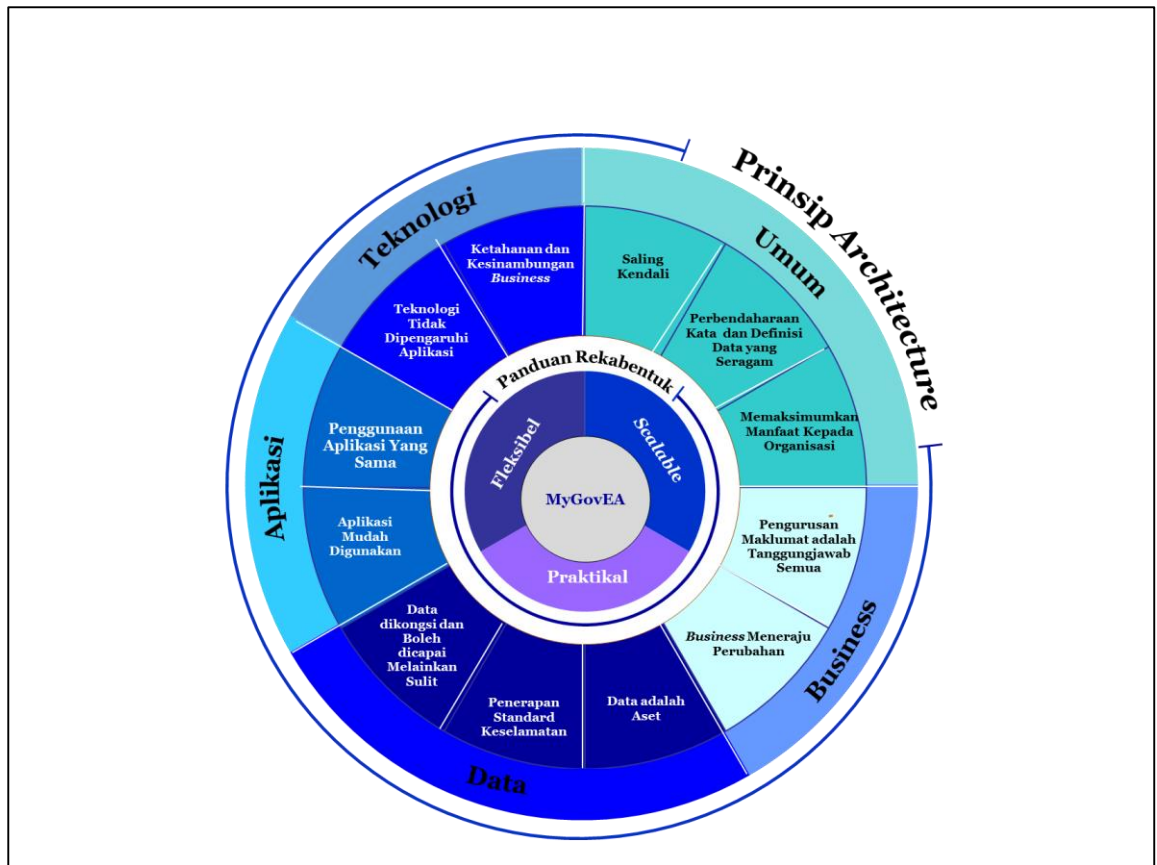 Prinsip Architecture
Umum
Saling
Kendali
Perbendaharaan
Kata dan Definisi
Data yang
Seragam
Memaksimumkan
Manfaat Kepada
Organisasi
Business
Pengurusan
Maklumat adalah
Tanggungjawab
Semua
Business Meneraju
Perubahan
Data
Data adalah
Aset
Penerapan
Standard
Keselamatan
Data
dikongsi dan
Boleh
dicapai
Melainkan
Sulit
Aplikasi
Aplikasi
Mudah
Digunakan
Penggunaan
Aplikasi Yang
Sama
Teknologi
Teknologi
Tidak
Dipengaruhi
Aplikasi
Ketahanan dan
Kesinambungan
Business
Panduan Rekabentuk
Fleksibel
Scalable
Praktikal
MyGovEA